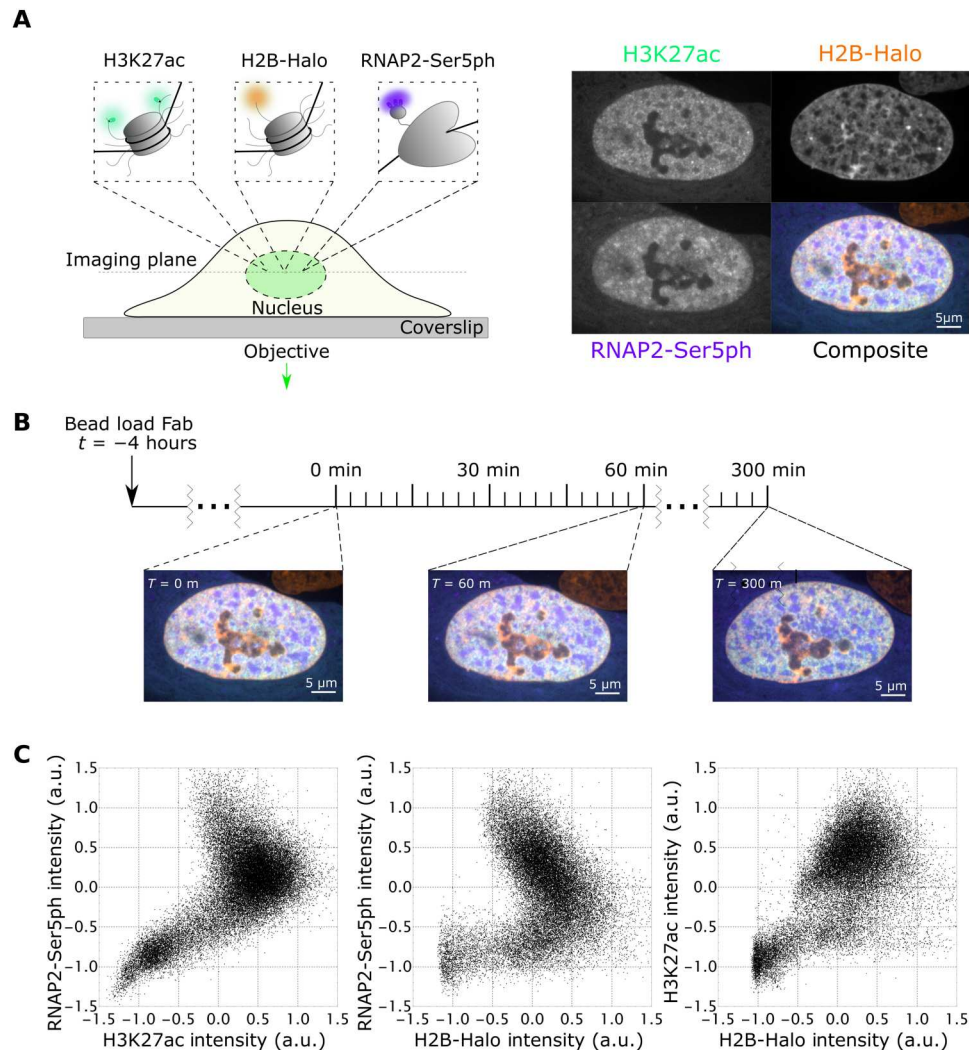 A
H3K27ac H2B-Halo RNAP2-Ser5ph
Imaging plane
Nucleus
Coverslip
Objective
H3K27ac H2B-Halo
5µm
RNAP2-Ser5ph Composite
B
Bead load Fab
t = −4 hours
0 min 30 min 60 min 300 min
T = 0 m T = 60 m T = 300 m
5 µm 5 µm 5 µm
C
RNAP2-Ser5ph intensity (a.u.)
1.5
1.0
0.5
0.0
−0.5
−1.0
−1.5
−1.5 −1.0 −0.5 0.0 0.5 1.0 1.5
H3K27ac intensity (a.u.)
RNAP2-Ser5ph intensity (a.u.)
1.5
1.0
0.5
0.0
−0.5
−1.0
−1.5
−1.5 −1.0 −0.5 0.0 0.5 1.0 1.5
H2B-Halo intensity (a.u.)
H3K27ac intensity (a.u.)
1.5
1.0
0.5
0.0
−0.5
−1.0
−1.5
−1.5 −1.0 −0.5 0.0 0.5 1.0 1.5
H2B-Halo intensity (a.u.)